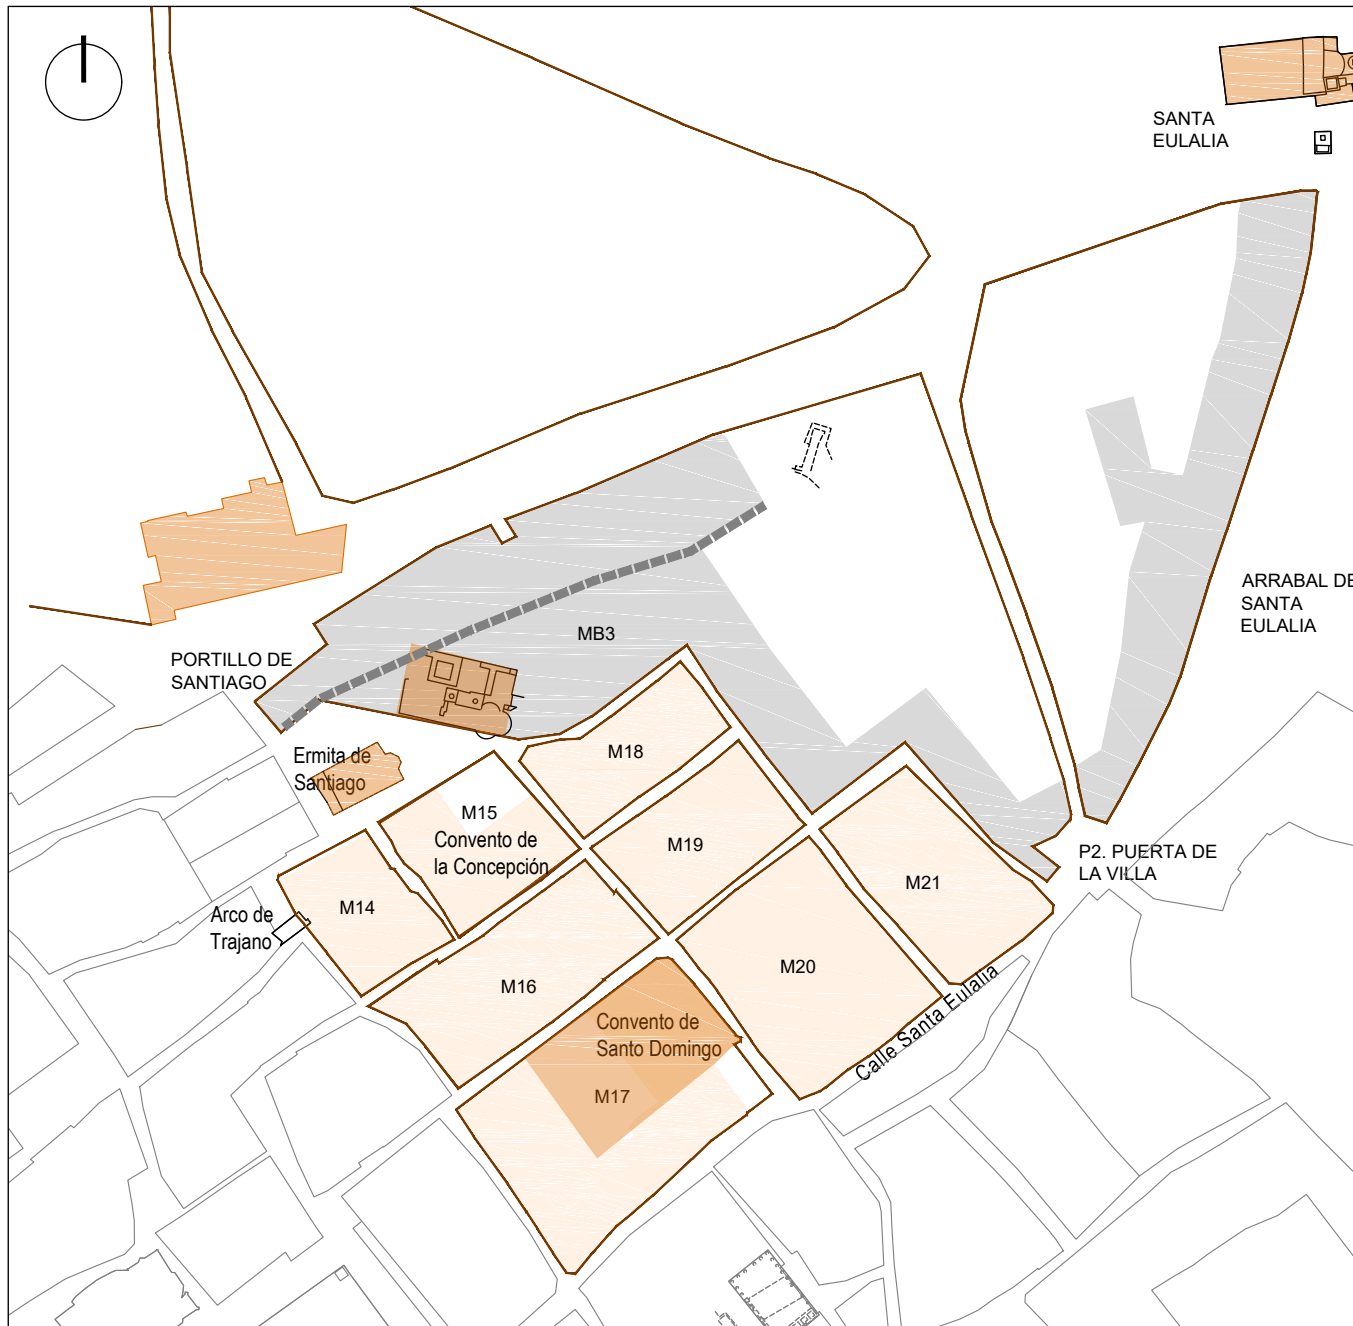 SANTA
EULALIA
ARRABAL DE
SANTA
EULALIA
MB3
PORTILLO DE
SANTIAGO
Ermita de
Santiago
M18
M15
Convento de
la Concepción
M19
P2. PUERTA DE
LA VILLA
M21
M14
Arco de
Trajano
M20
M16
Calle Santa Eulalia
Convento de
Santo Domingo
M17